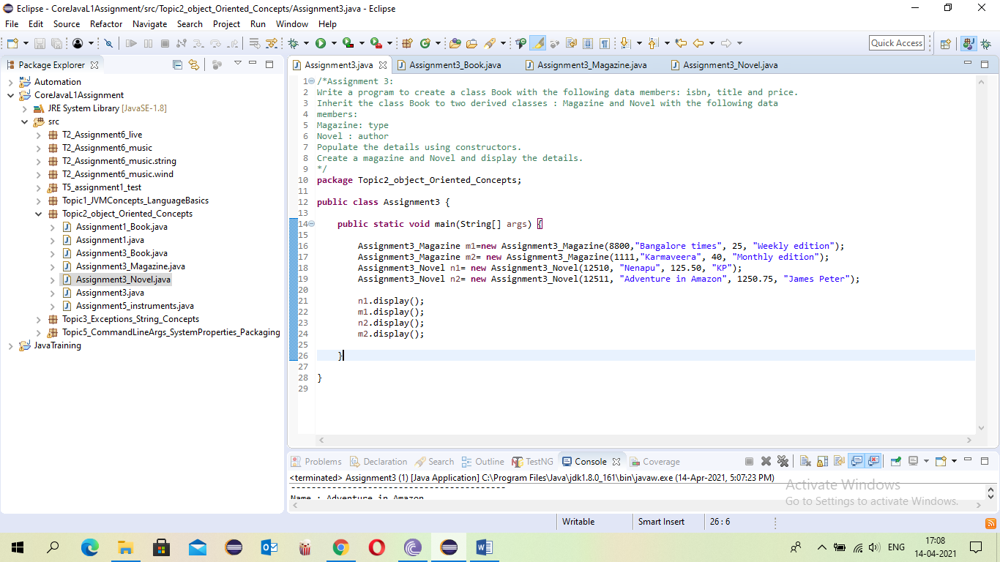 Eclipse - CoreJavaL1Assignment/src/Topic2_object_Oriented_Concepts/Assignment3.java - Eclipse
File Edit Source Refactor Navigate Search Project Run Window Help
Quick Access
Package Explorer
Automation
CoreJavaL1Assignment
JRE System Library [JavaSE-1.8]
src
T2_Assignment6_live
T2_Assignment6_music
T2_Assignment6_music.string
T2_Assignment6_music.wind
T5_assignment1_test
Topic1_JVMConcepts_LanguageBasics
Topic2_object_Oriented_Concepts
Assignment1_Book.java
Assignment1.java
Assignment3_Book.java
Assignment3_Magazine.java
Assignment3_Novel.java
Assignment3.java
Assignment5_instruments.java
Topic3_Exceptions_String_Concepts
Topic5_CommandLineArgs_SystemProperties_Packaging
JavaTraining
Assignment3.java Assignment3_Book.java Assignment3_Magazine.java Assignment3_Novel.java
1 /*Assignment 3:
2 Write a program to create a class Book with the following data members: isbn, title and price.
3 Inherit the class Book to two derived classes : Magazine and Novel with the following data
4 members:
5 Magazine: type
6 Novel : author
7 Populate the details using constructors.
8 Create a magazine and Novel and display the details.
9 */
10 package Topic2_object_Oriented_Concepts;
11
12 public class Assignment3 {
13
14 public static void main(String[] args) {
15
16 Assignment3_Magazine m1=new Assignment3_Magazine(8800,"Bangalore times", 25, "Weekly edition");
17 Assignment3_Magazine m2= new Assignment3_Magazine(1111,"Karmaveera", 40, "Monthly edition");
18 Assignment3_Novel n1= new Assignment3_Novel(12510, "Nenapu", 125.50, "KP");
19 Assignment3_Novel n2= new Assignment3_Novel(12511, "Adventure in Amazon", 1250.75, "James Peter");
20
21 n1.display();
22 m1.display();
23 n2.display();
24 m2.display();
25
26 }
27
28 }
29
Problems Declaration Search Outline TestNG Console Coverage
<terminated> Assignment3 (1) [Java Application] C:\Program Files\Java\jdk1.8.0_161\bin\javaw.exe (14-Apr-2021, 5:07:23 PM)
-------------------------------------------
Name : Adventure in Amazon
Activate Windows
Go to Settings to activate Windows.
Writable Smart Insert 26 : 6
ENG
17:08
14-04-2021